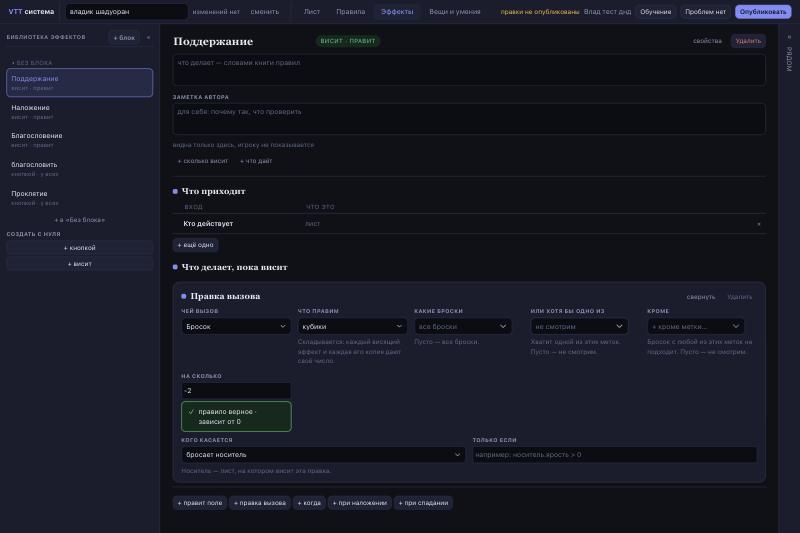 VTT система
владик шадуоран
изменений нет
сменить
Лист
Правила
Эффекты
Вещи и умения
правки не опубликованы
Влад тест днд
Обучение
Проблем нет
Опубликовать
БИБЛИОТЕКА ЭФФЕКТОВ
+ блок
«
БЕЗ БЛОКА
Поддержание
висит · правит
Наложение
висит · правит
Благословение
висит · правит
благословить
кнопкой · у всех
Проклятие
кнопкой · у всех
+ в «Без блока»
СОЗДАТЬ С НУЛЯ
+ кнопкой
+ висит
Поддержание
ВИСИТ · ПРАВИТ
свойства
Удалить
что делает — словами книги правил
ЗАМЕТКА АВТОРА
для себя: почему так, что проверить
видна только здесь, игроку не показывается
+ сколько висит
+ что даёт
Что приходит
ВХОД
ЧТО ЭТО
Кто действует
лист
×
+ ещё одно
Что делает, пока висит
Правка вызова
свернуть
Удалить
ЧЕЙ ВЫЗОВ
ЧТО ПРАВИМ
КАКИЕ БРОСКИ
ИЛИ ХОТЯ БЫ ОДНО ИЗ
КРОМЕ
Бросок
кубики
все броски
не смотрим
+ кроме метки...
Складывается: каждый висящий
эффект и каждая его копия дают
своё число.
Пусто — все броски.
Хватит одной из этих меток.
Пусто — не смотрим.
Бросок с любой из этих меток не
подходит. Пусто — не смотрим.
НА СКОЛЬКО
-2
✓ правило верное ·
зависит от 0
КОГО КАСАЕТСЯ
ТОЛЬКО ЕСЛИ
бросает носитель
например: носитель.ярость > 0
Носитель — лист, на котором висит эта правка.
+ правит поле
+ правка вызова
+ когда
+ при наложении
+ при спадании
«
РЯДОМ